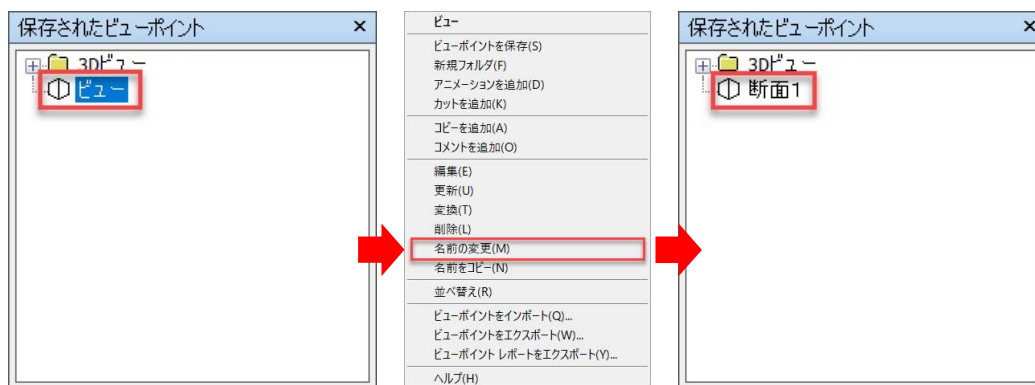 保存されたビューポイント
3Dビュー
ビュー
ビュー
ビューポイントを保存(S)
新規フォルダ(F)
アニメーションを追加(D)
カットを追加(K)
コピーを追加(A)
コメントを追加(O)
編集(E)
更新(U)
変換(T)
削除(L)
名前の変更(M)
名前をコピー(N)
並べ替え(R)
ビューポイントをインポート(Q)...
ビューポイントをエクスポート(W)...
ビューポイント レポートをエクスポート(Y)...
ヘルプ(H)
保存されたビューポイント
3Dビュー
断面1